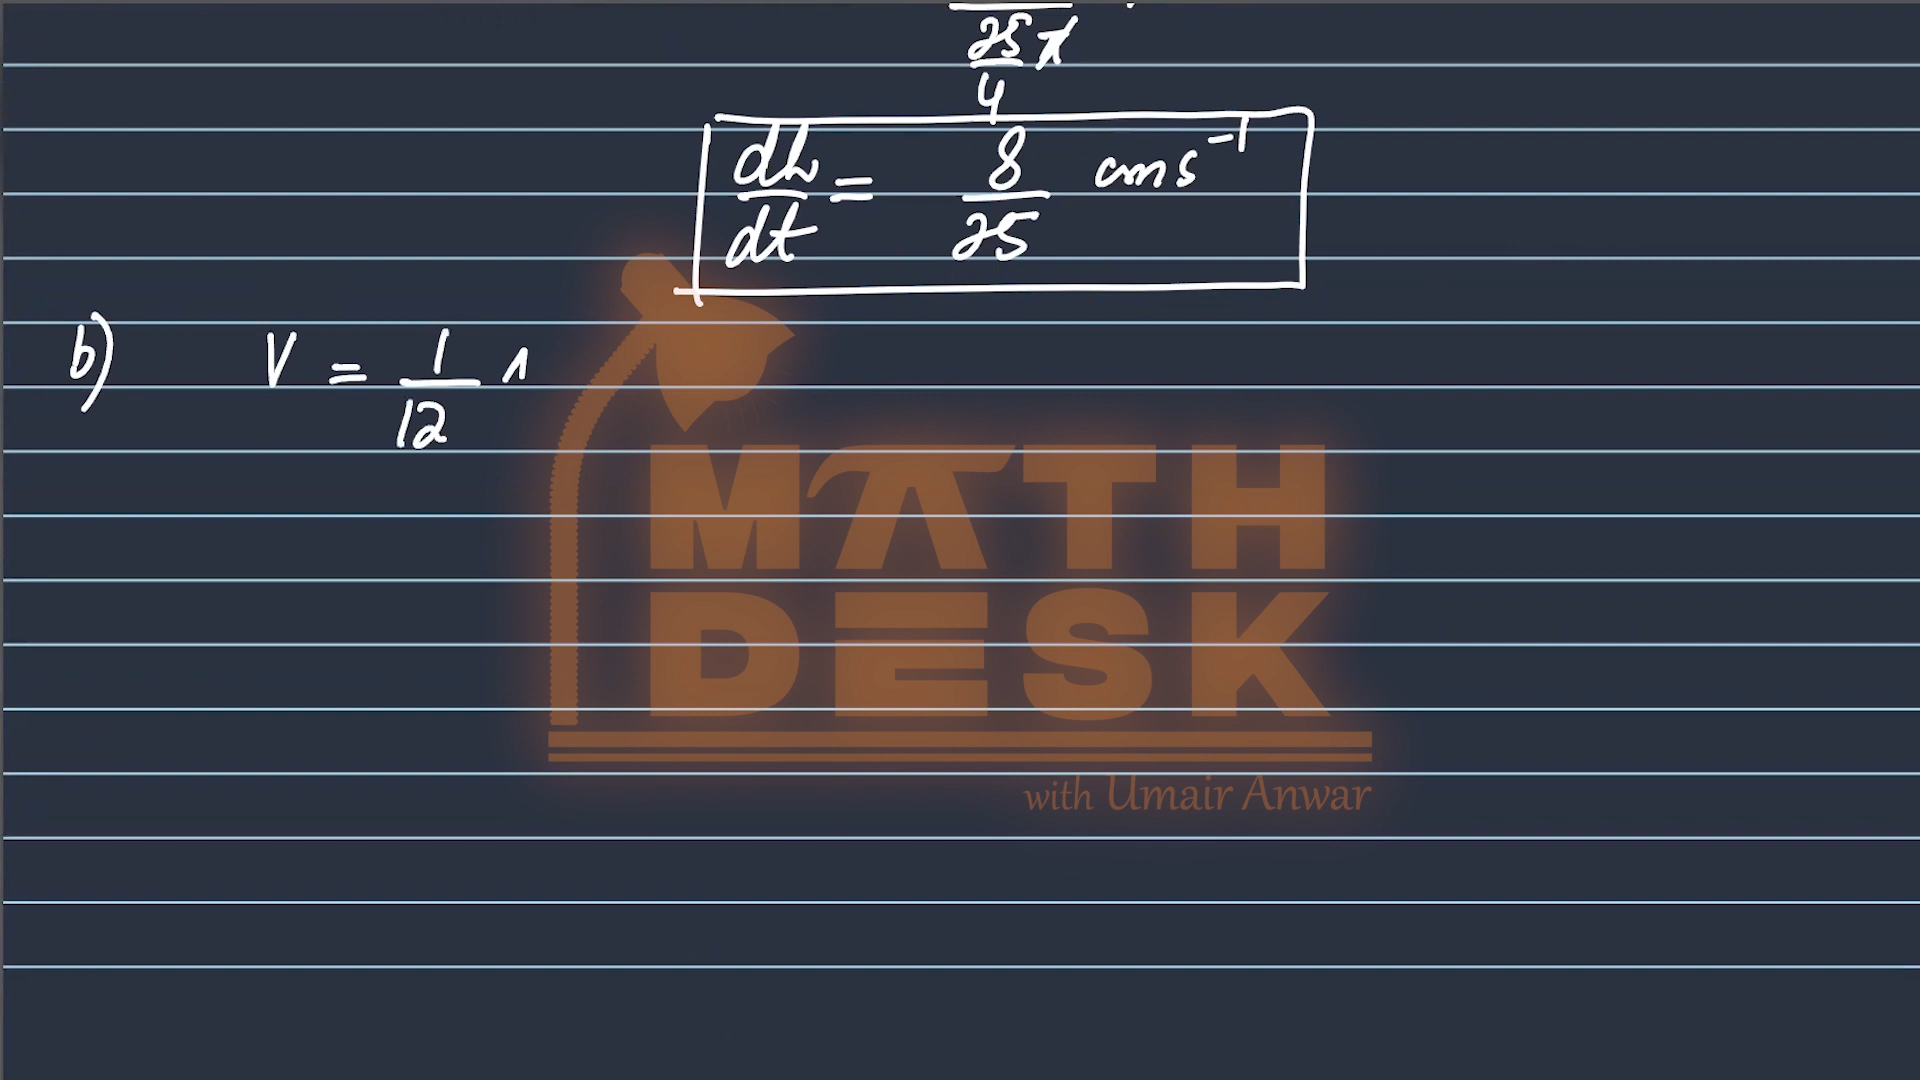 25π
4
dh/dt = 8/25 cms⁻¹
b) V = 1/12
MATH
DESK
with Umair Anwar